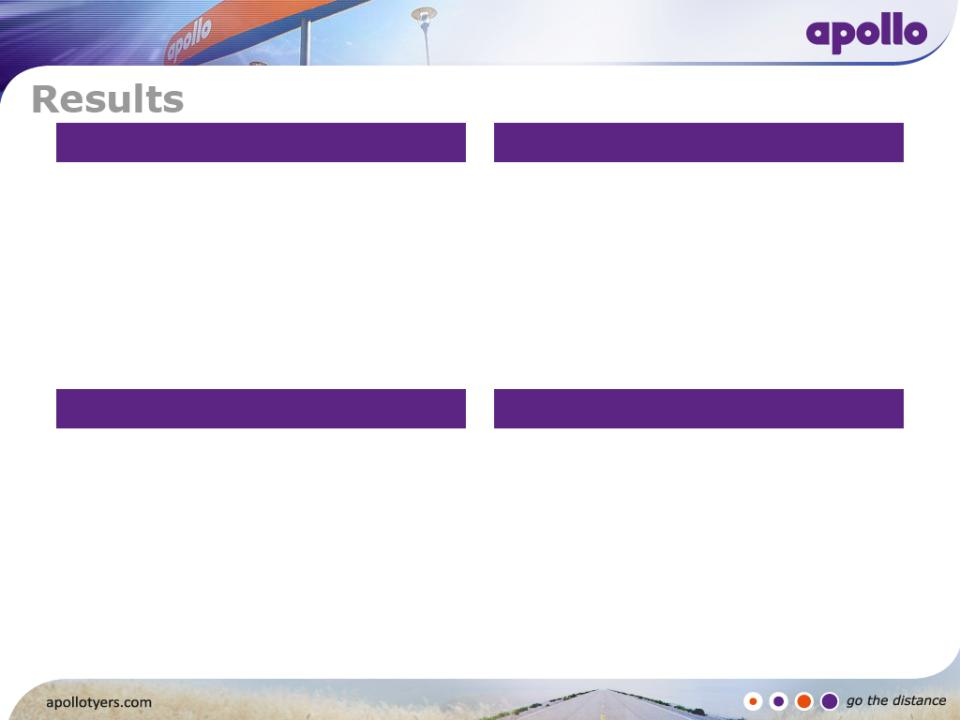 apollo
apollo
Results
apollotyers.com
go the distance